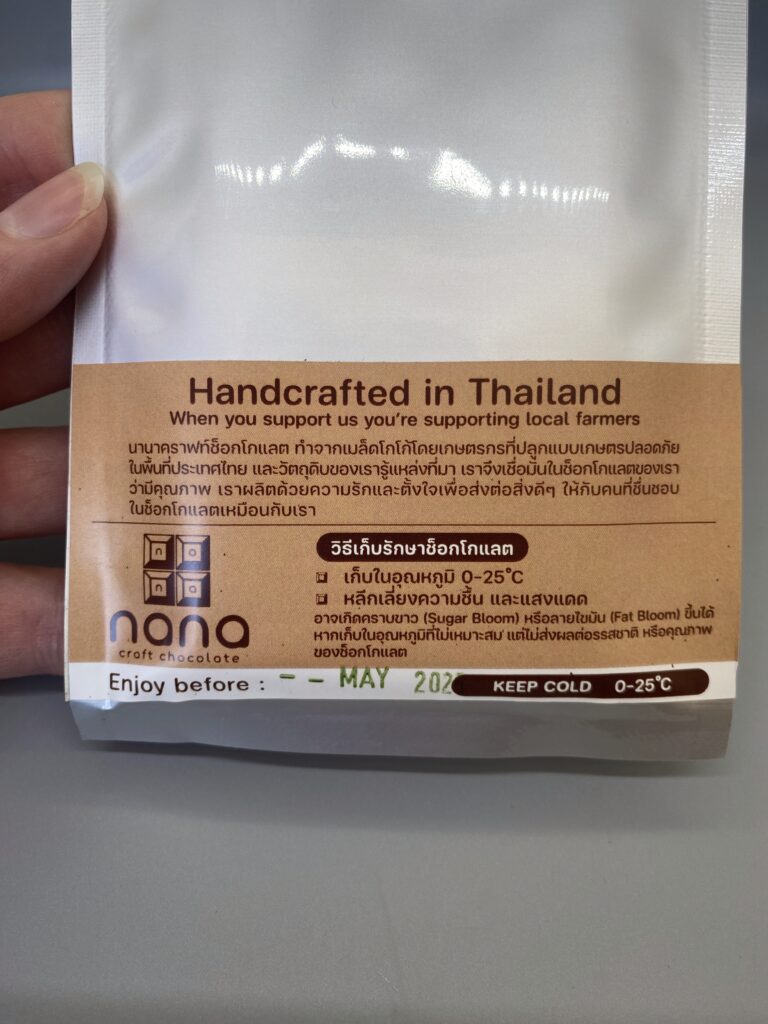 Handcrafted in Thailand
When you support us you're supporting local farmers
นานาคราฟท์ช็อกโกแลต ทำจากเมล็ดโกโก้โดยเกษตรกรที่ปลูกแบบเกษตรปลอดภัย
ในพื้นที่ประเทศไทย และวัตถุดิบของเรารู้แหล่งที่มา เราจึงเชื่อมั่นในช็อกโกแลตของเรา
ว่ามีคุณภาพ เราผลิตด้วยความรักและตั้งใจเพื่อส่งต่อสิ่งดีๆ ให้กับคนที่ชื่นชอบ
ในช็อกโกแลตเหมือนกับเรา
na
na
nana
craft chocolate
วิธีเก็บรักษาช็อกโกแลต
เก็บในอุณหภูมิ 0-25°C
หลีกเลี่ยงความชื้น และแสงแดด
อาจเกิดคราบขาว (Sugar Bloom) หรือลายไขมัน (Fat Bloom) ขึ้นได้
หากเก็บในอุณหภูมิที่ไม่เหมาะสม แต่ไม่ส่งผลต่อรสชาติ หรือคุณภาพ
ของช็อกโกแลต
Enjoy before : - - MAY
KEEP COLD 0-25°C